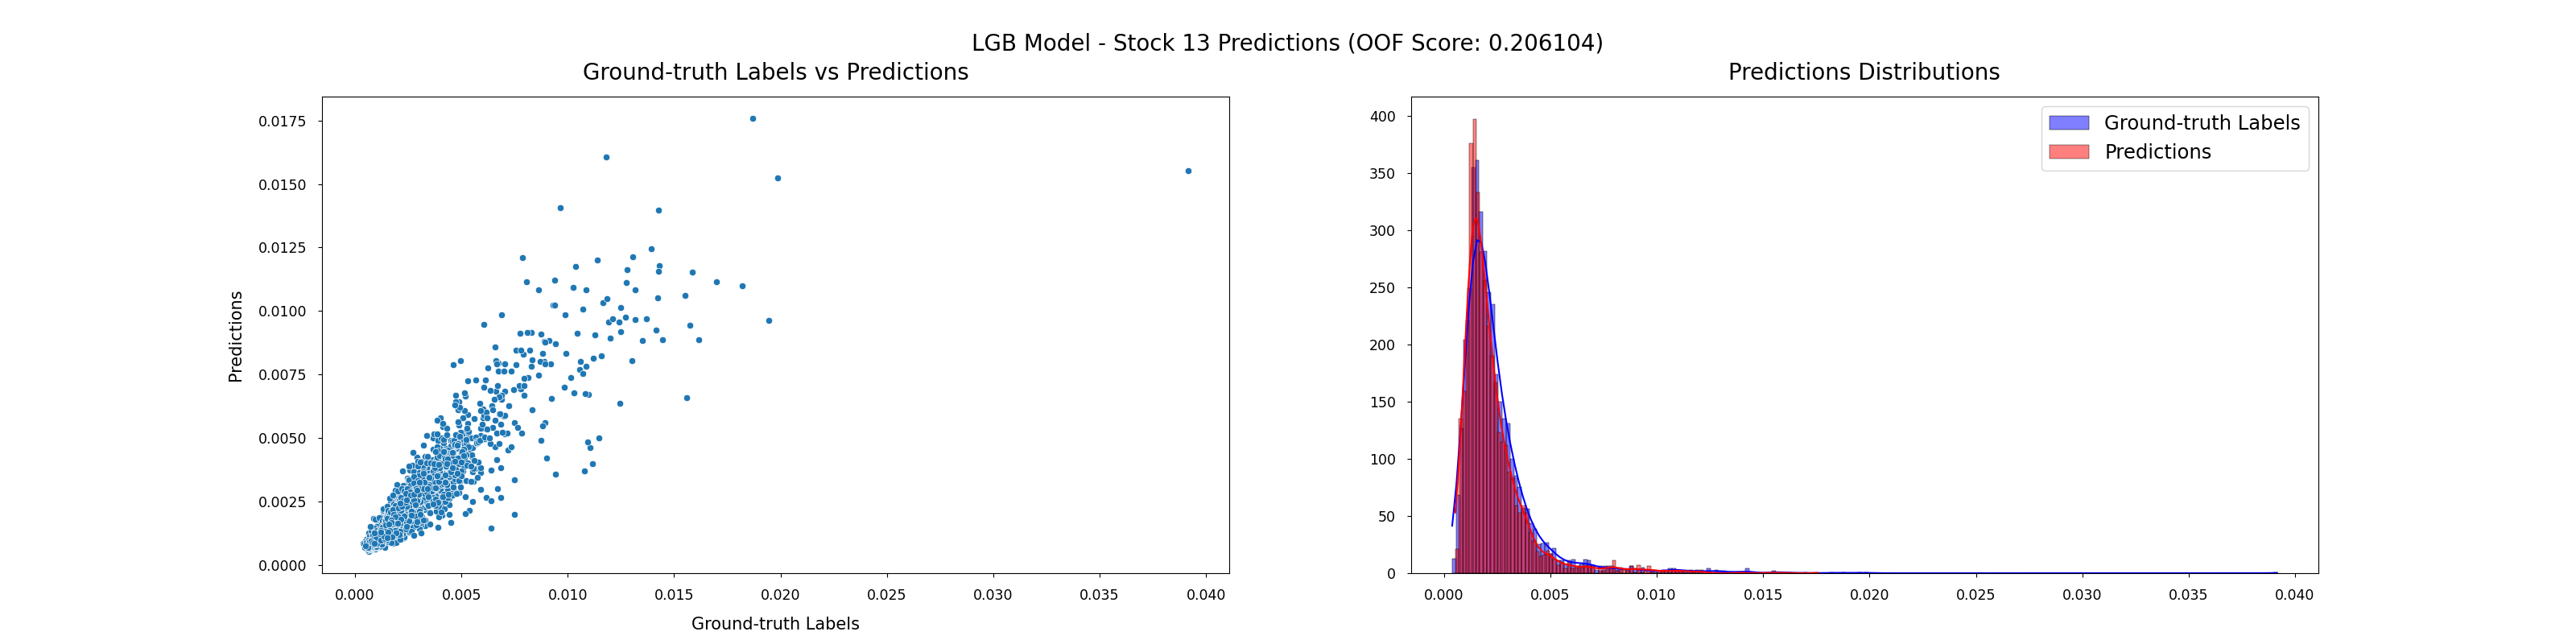 LGB Model - Stock 13 Predictions (OOF Score: 0.206104)
Ground-truth Labels vs Predictions
0.0175
0.0150
0.0125
0.0100
0.0075
0.0050
0.0025
0.0000
Predictions
0.000 0.005 0.010 0.015 0.020 0.025 0.030 0.035 0.040
Ground-truth Labels
Predictions Distributions
Ground-truth Labels
Predictions
400
350
300
250
200
150
100
50
0
0.000 0.005 0.010 0.015 0.020 0.025 0.030 0.035 0.040